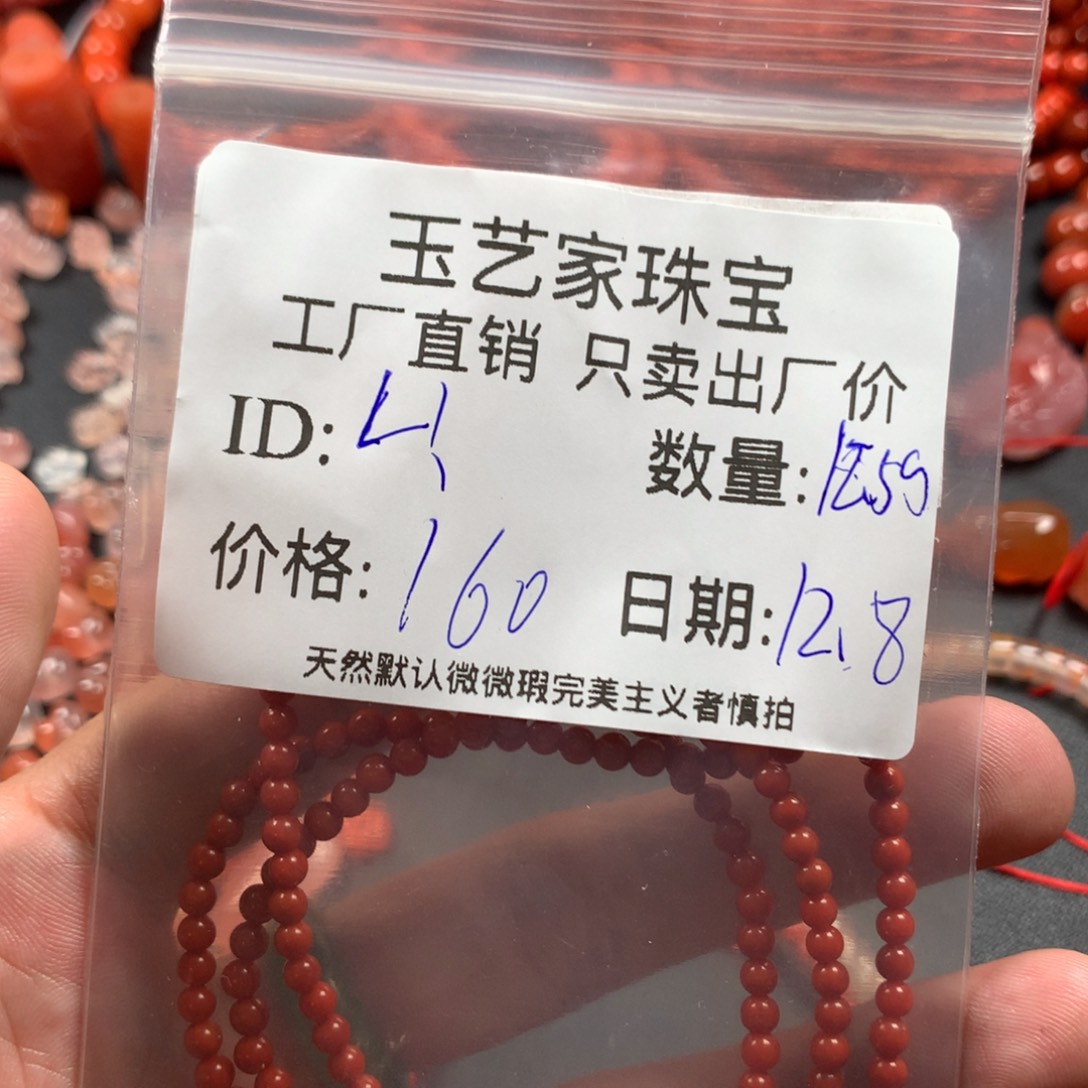 玉艺家珠宝
工厂直销 只卖出厂价
ID: 数量:
价格: 160 日期: 12.8
天然默认微微瑕完美主义者慎拍